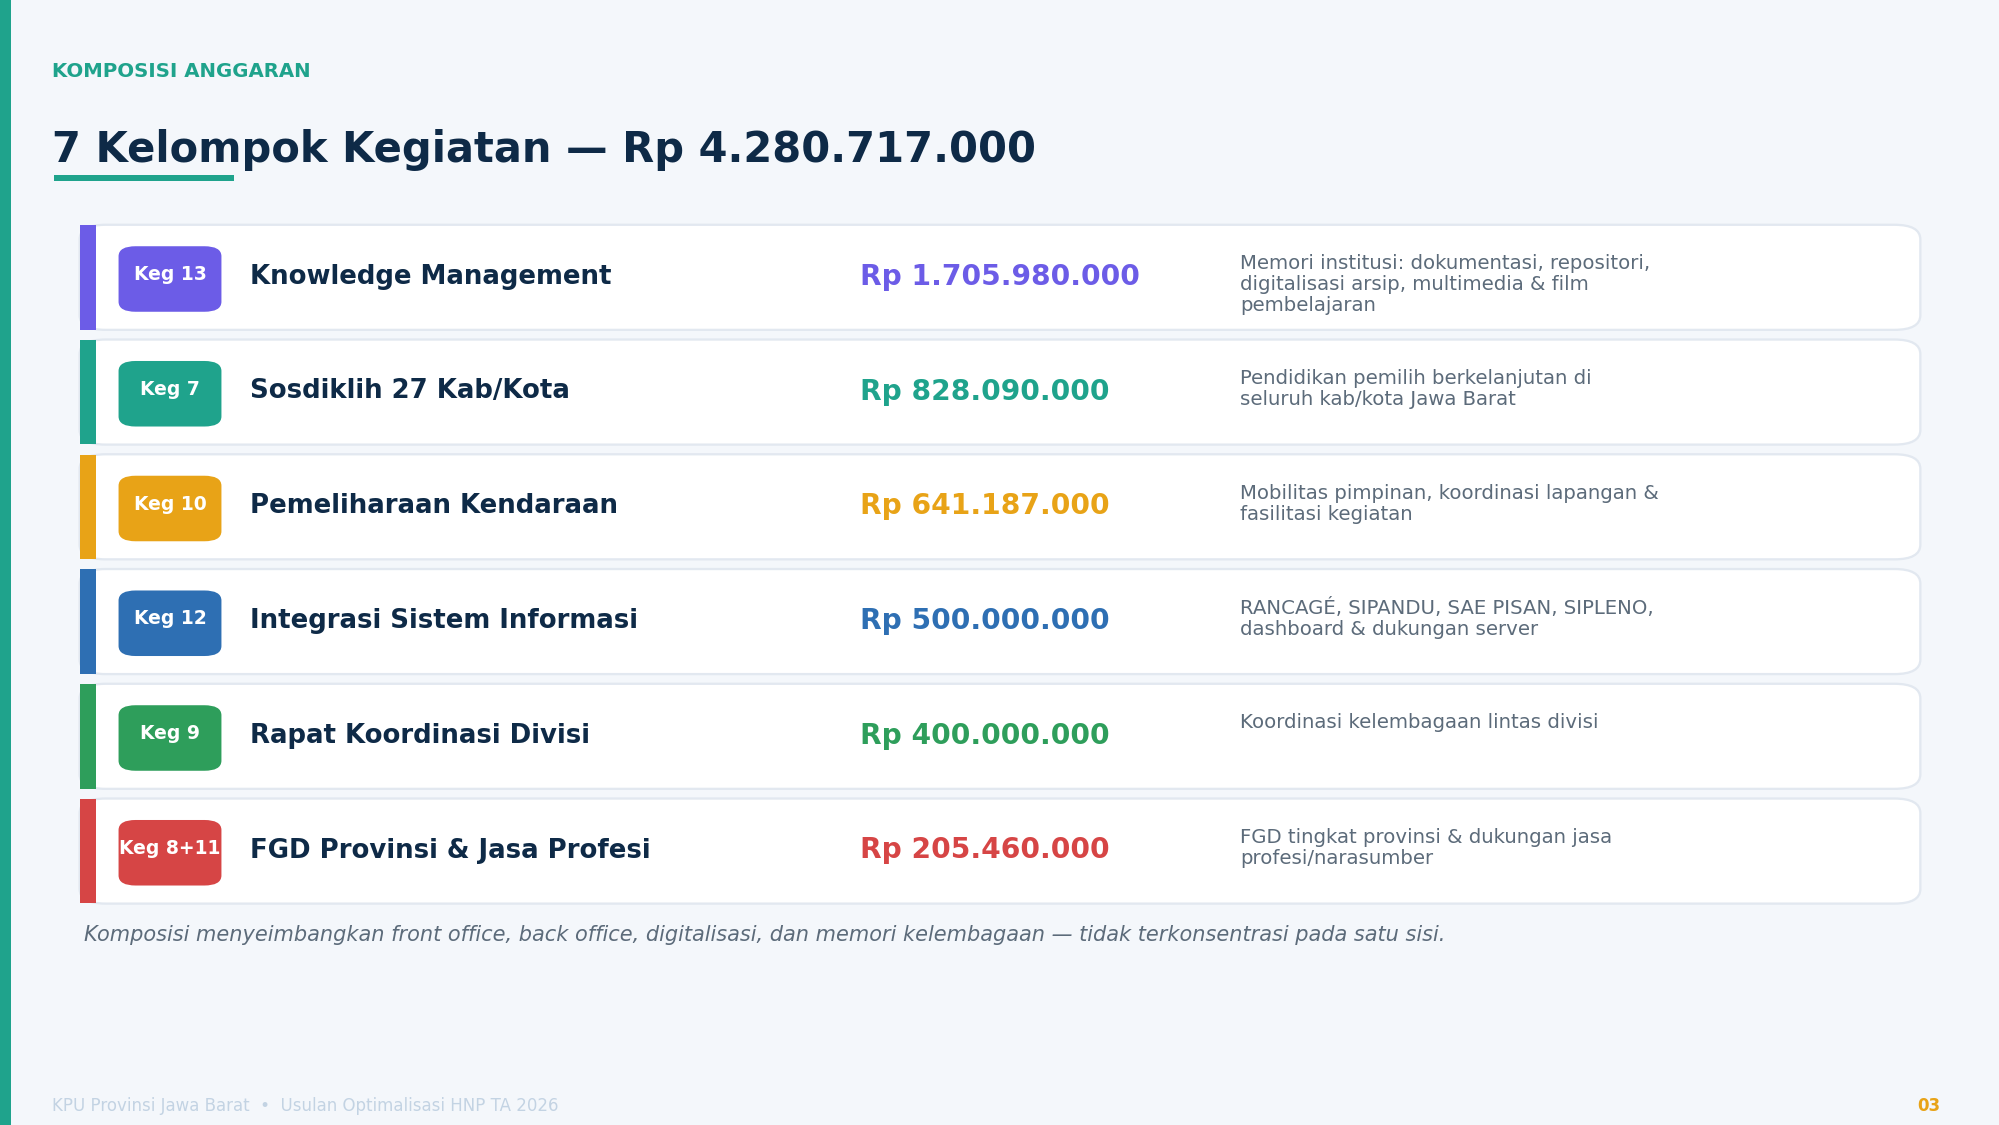 KOMPOSISI ANGGARAN
7 Kelompok Kegiatan — Rp 4.280.717.000
Keg 13
Knowledge Management
Rp 1.705.980.000
Memori institusi: dokumentasi, repositori,
digitalisasi arsip, multimedia & film
pembelajaran
Keg 7
Sosdiklih 27 Kab/Kota
Rp 828.090.000
Pendidikan pemilih berkelanjutan di
seluruh kab/kota Jawa Barat
Keg 10
Pemeliharaan Kendaraan
Rp 641.187.000
Mobilitas pimpinan, koordinasi lapangan &
fasilitasi kegiatan
Keg 12
Integrasi Sistem Informasi
Rp 500.000.000
RANCAGÉ, SIPANDU, SAE PISAN, SIPLENO,
dashboard & dukungan server
Keg 9
Rapat Koordinasi Divisi
Rp 400.000.000
Koordinasi kelembagaan lintas divisi
Keg 8+11
FGD Provinsi & Jasa Profesi
Rp 205.460.000
FGD tingkat provinsi & dukungan jasa
profesi/narasumber
Komposisi menyeimbangkan front office, back office, digitalisasi, dan memori kelembagaan — tidak terkonsentrasi pada satu sisi.
KPU Provinsi Jawa Barat • Usulan Optimalisasi HNP TA 2026
03